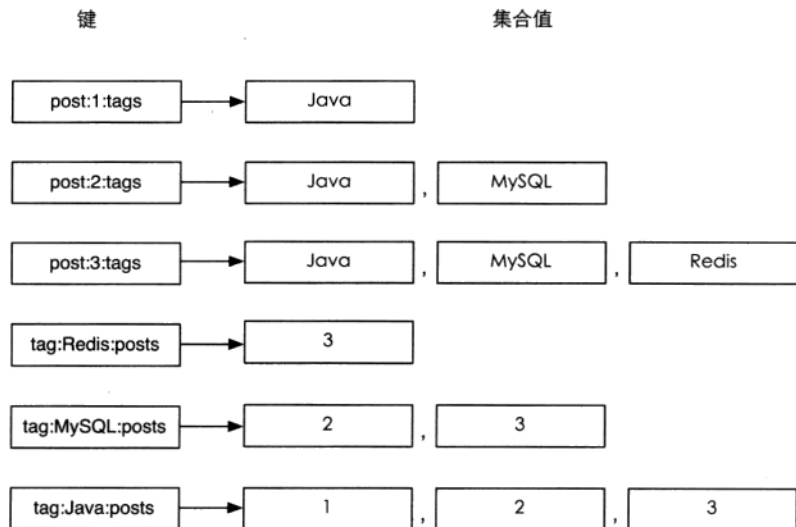 键 集合值
post:1:tags Java
post:2:tags Java , MySQL
post:3:tags Java , MySQL , Redis
tag:Redis:posts 3
tag:MySQL:posts 2 , 3
tag:Java:posts 1 , 2 , 3